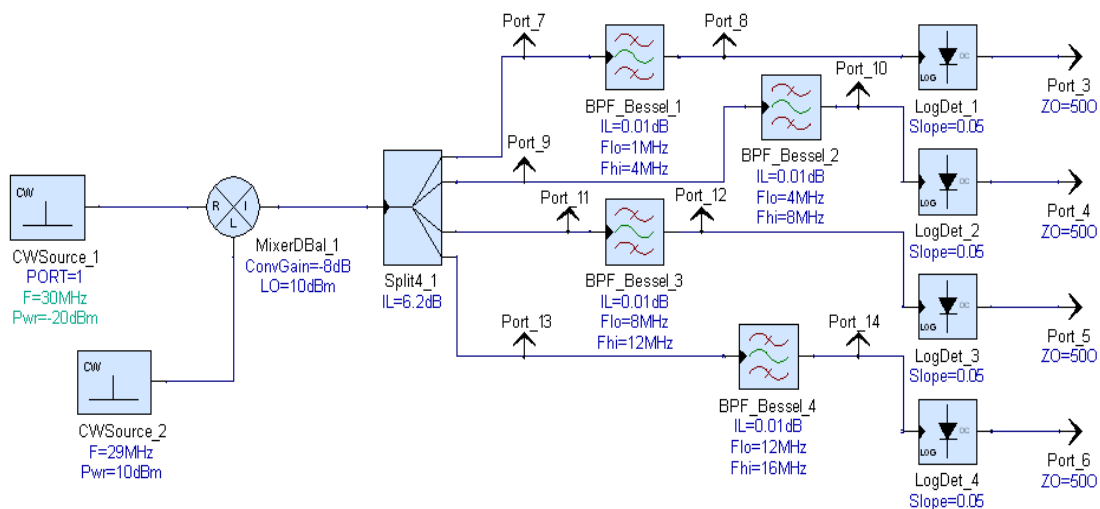 Port_7
Port_8
BPF_Bessel_1
IL=0.01dB
Flo=1MHz
Fhi=4MHz
LOG
DC
LogDet_1
Slope=0.05
Port_3
ZO=50O
Port_9
BPF_Bessel_2
IL=0.01dB
Flo=4MHz
Fhi=8MHz
Port_10
LOG
DC
LogDet_2
Slope=0.05
Port_4
ZO=50O
CW
CWSource_1
PORT=1
F=30MHz
Pwr=-20dBm
R
I
L
MixerDBal_1
ConvGain=-8dB
LO=10dBm
Split4_1
IL=6.2dB
Port_11
Port_12
BPF_Bessel_3
IL=0.01dB
Flo=8MHz
Fhi=12MHz
LOG
DC
LogDet_3
Slope=0.05
Port_5
ZO=50O
CW
CWSource_2
F=29MHz
Pwr=10dBm
Port_13
Port_14
BPF_Bessel_4
IL=0.01dB
Flo=12MHz
Fhi=16MHz
LOG
DC
LogDet_4
Slope=0.05
Port_6
ZO=50O